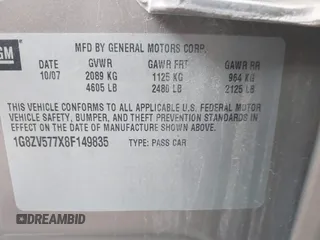 GM
MFD BY GENERAL MOTORS CORP.
DATE GVWR GAWR FRT GAWR RR
10/07 2089 KG 1125 KG 964 KG
4605 LB 2486 LB 2125 LB
THIS VEHICLE CONFORMS TO ALL APPLICABLE U.S. FEDERAL MOTOR
VEHICLE SAFETY, BUMPER, AND THEFT PREVENTION STANDARDS
IN EFFECT ON THE DATE OF MANUFACTURE SHOWN ABOVE.
1G8ZV577X8F149835 TYPE: PASS CAR